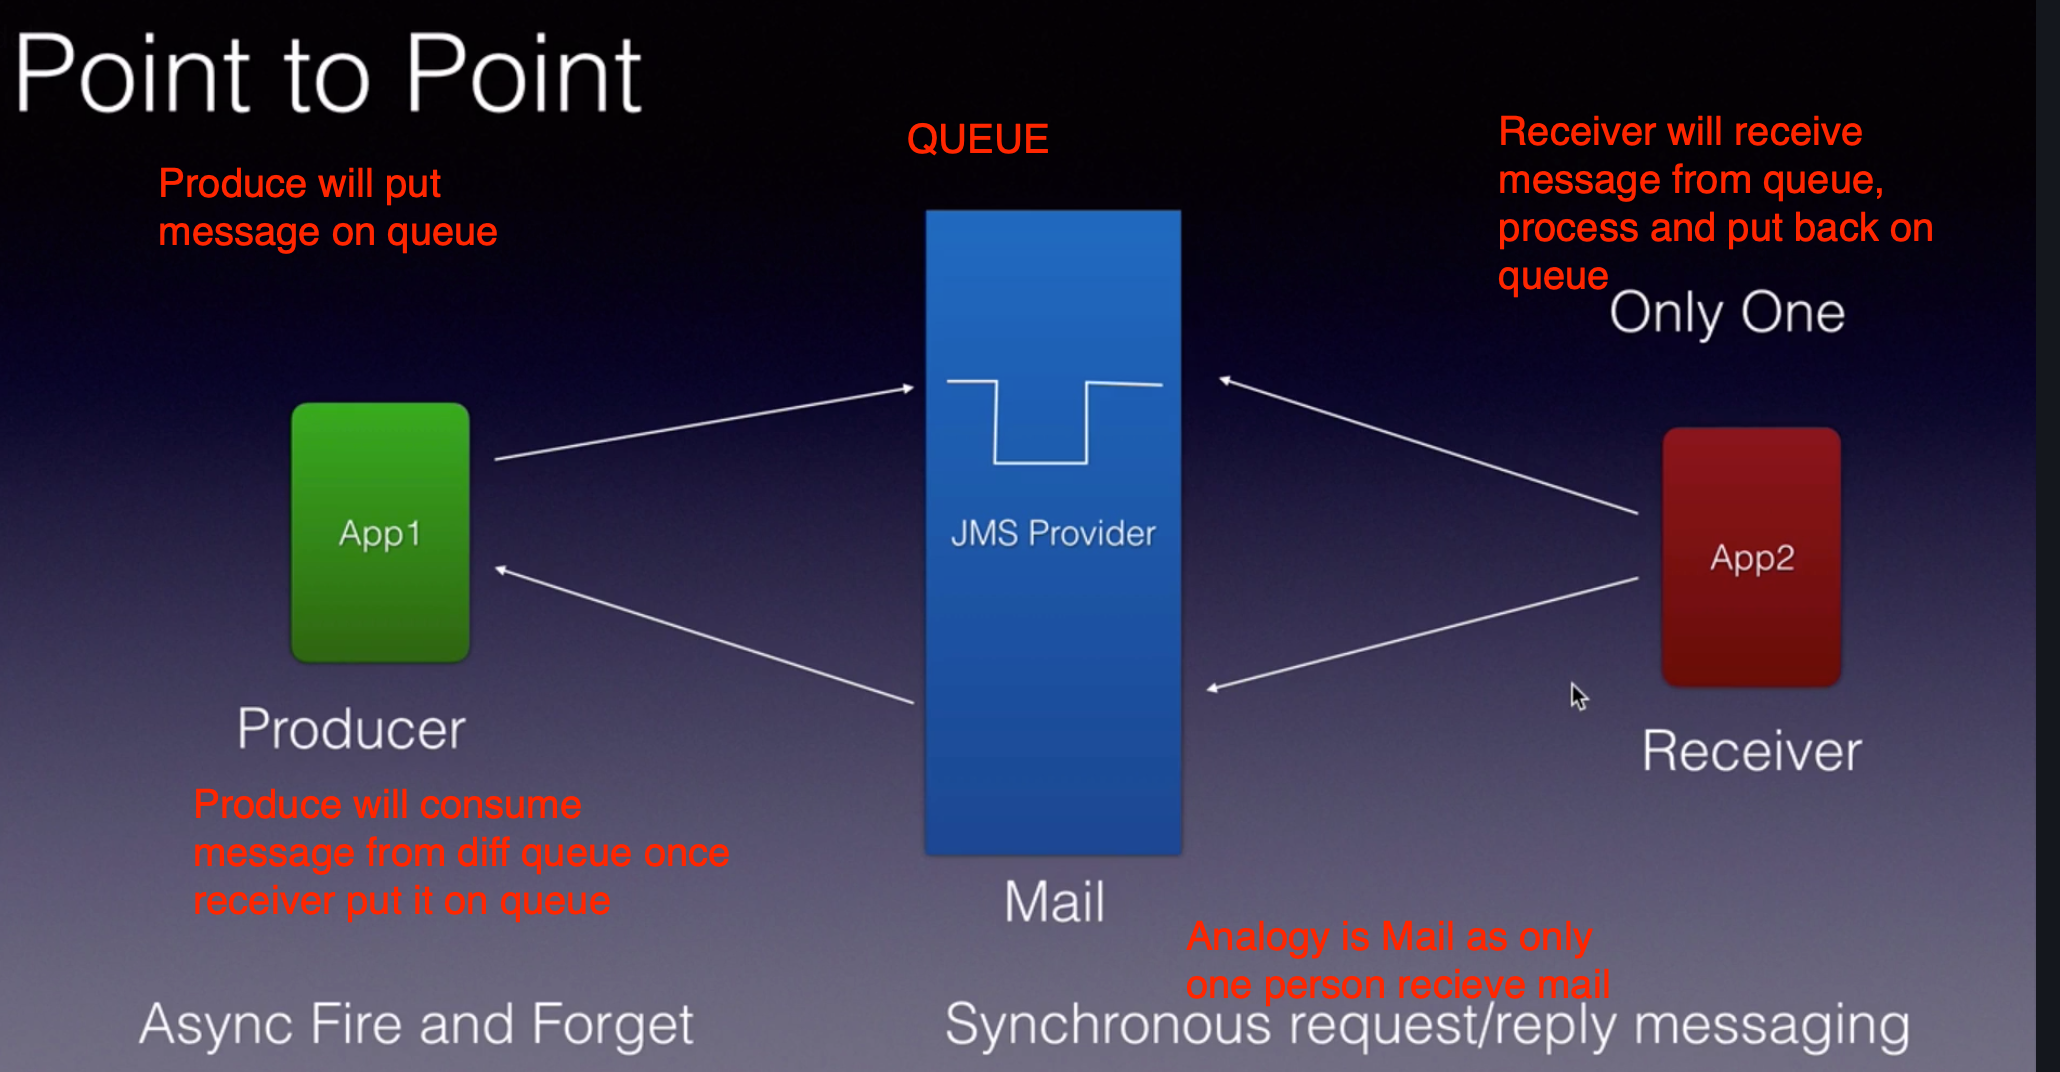 Point to Point
Produce will put
message on queue
QUEUE
Receiver will receive
message from queue,
process and put back on
queue
Only One
App1
JMS Provider
App2
Producer
Receiver
Produce will consume
message from diff queue once
receiver put it on queue
Mail
Analogy is Mail as only
one person recieve mail
Async Fire and Forget
Synchronous request/reply messaging